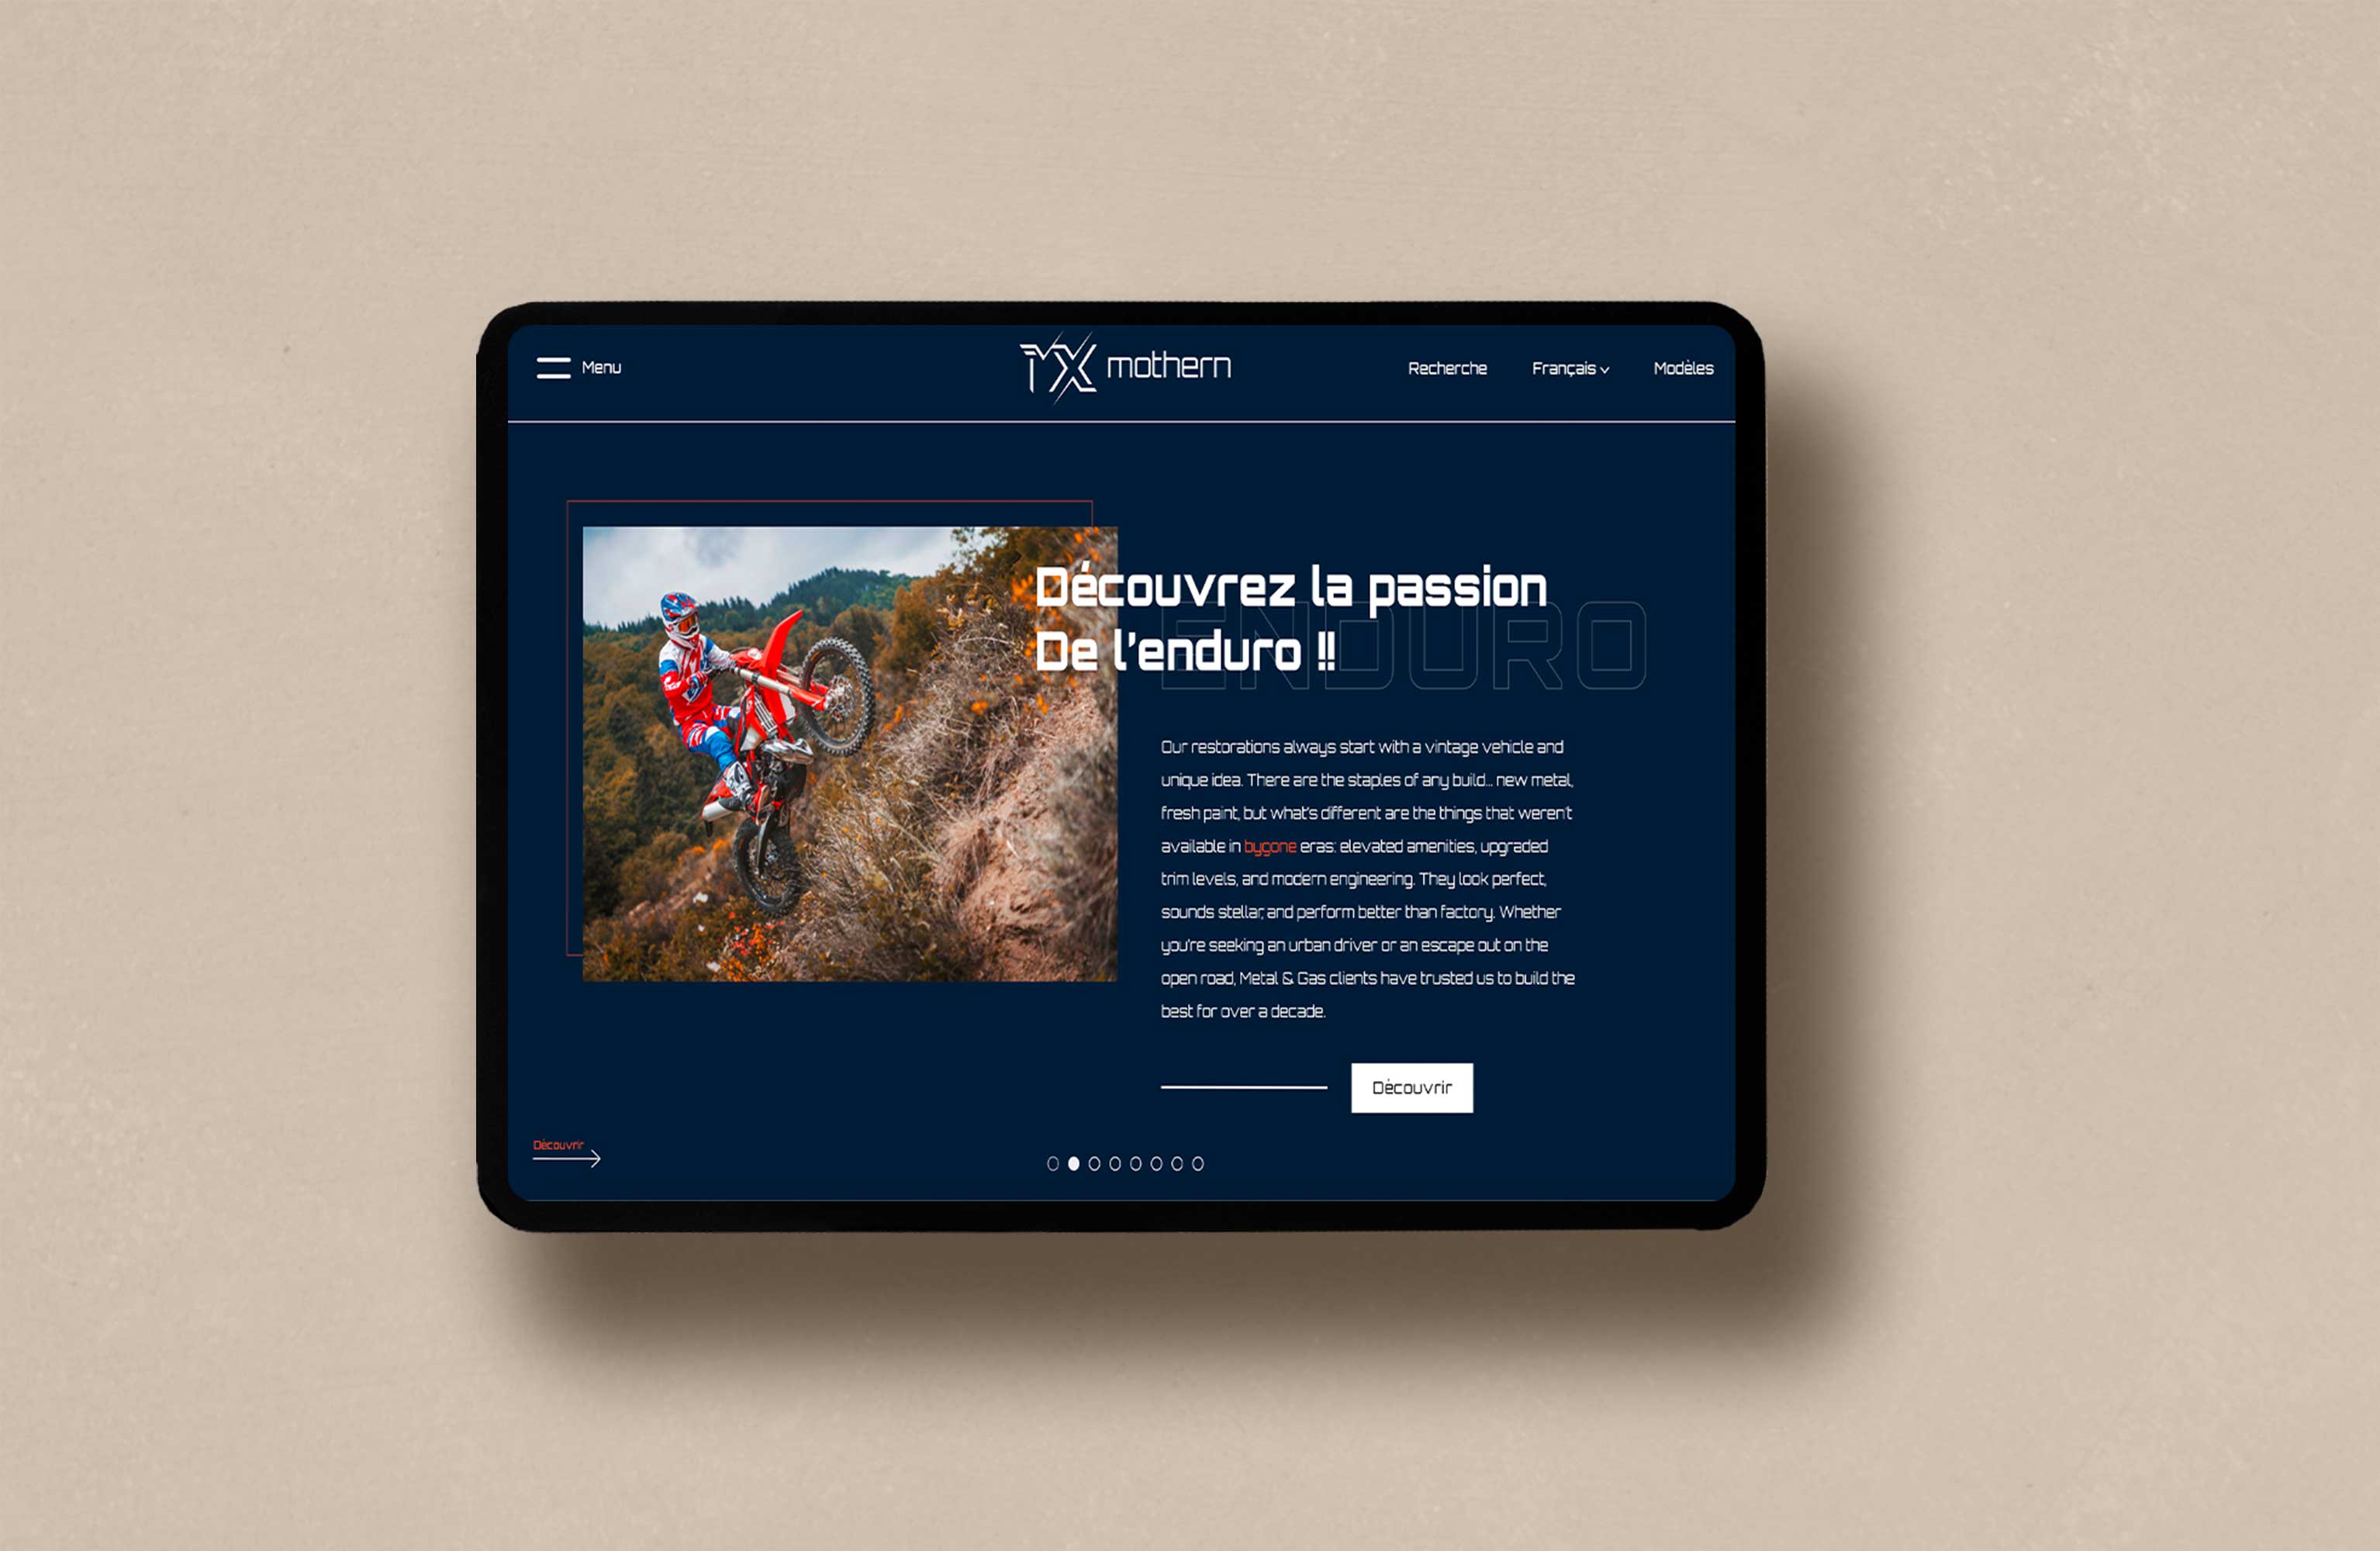 Menu
MX mothern
Recherche
Français
Modèles
Découvrez la passion
De l'enduro !!
ENDURO
Our restorations always start with a vintage vehicle and
unique idea. There are the staples of any build... new metal,
fresh paint, but what's different are the things that weren't
available in bygone eras: elevated amenities, upgraded
trim levels, and modern engineering. They look perfect,
sounds stellar, and perform better than factory. Whether
you're seeking an urban driver or an escape out on the
open road, Metal & Gas clients have trusted us to build the
best for over a decade.
Découvrir
Découvrir